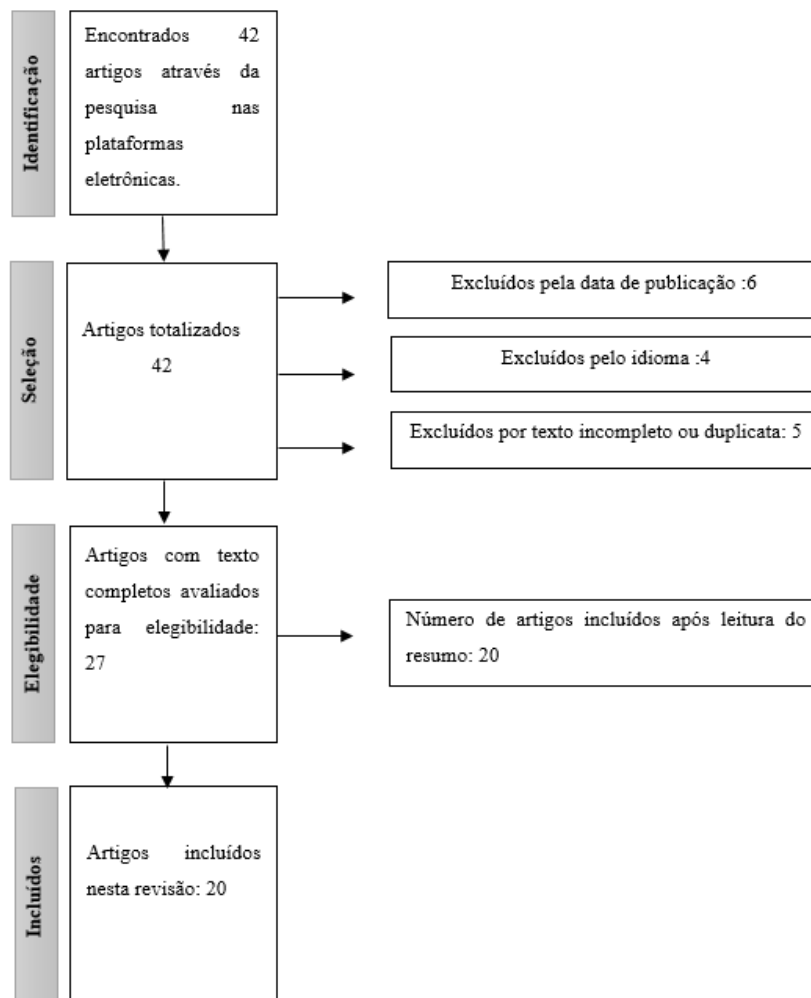 Identificação
Encontrados 42
artigos através da
pesquisa nas
plataformas
eletrônicas.
Seleção
Artigos totalizados
42
Excluídos pela data de publicação :6
Excluídos pelo idioma :4
Excluídos por texto incompleto ou duplicata: 5
Elegibilidade
Artigos com texto
completos avaliados
para elegibilidade:
27
Número de artigos incluídos após leitura do
resumo: 20
Incluídos
Artigos incluídos
nesta revisão: 20